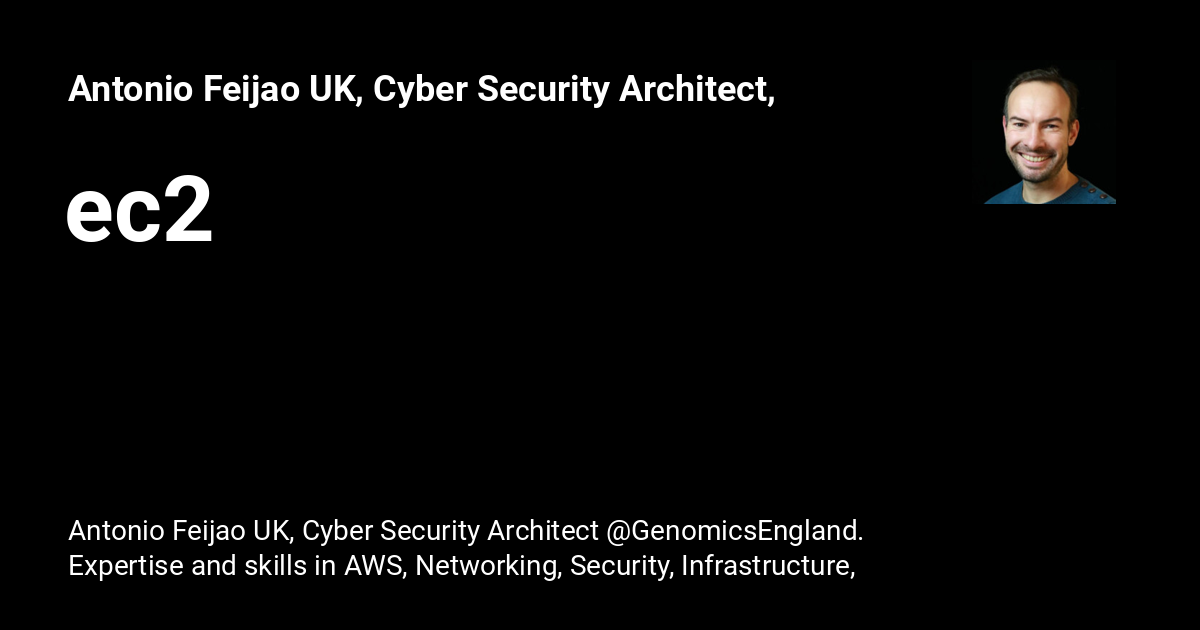 Antonio Feijao UK, Cyber Security Architect,
ec2
Antonio Feijao UK, Cyber Security Architect @GenomicsEngland.
Expertise and skills in AWS, Networking, Security, Infrastructure,